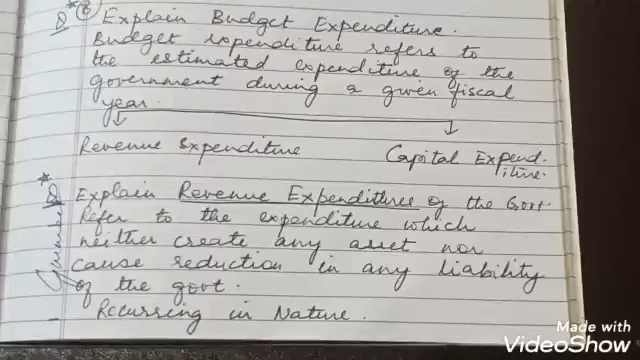 Q* 6 Explain Budget Expenditure.
Budget expenditure refers to
the estimated expenditure of the
government during a given fiscal
year.
Revenue Expenditure Capital Expend-
iture.
Explain Revenue Expenditures of the Govt.
Refer to the expenditure which
neither create any asset nor
cause reduction in any liability
of the govt.
Recurring in Nature.
Made with
VideoShow